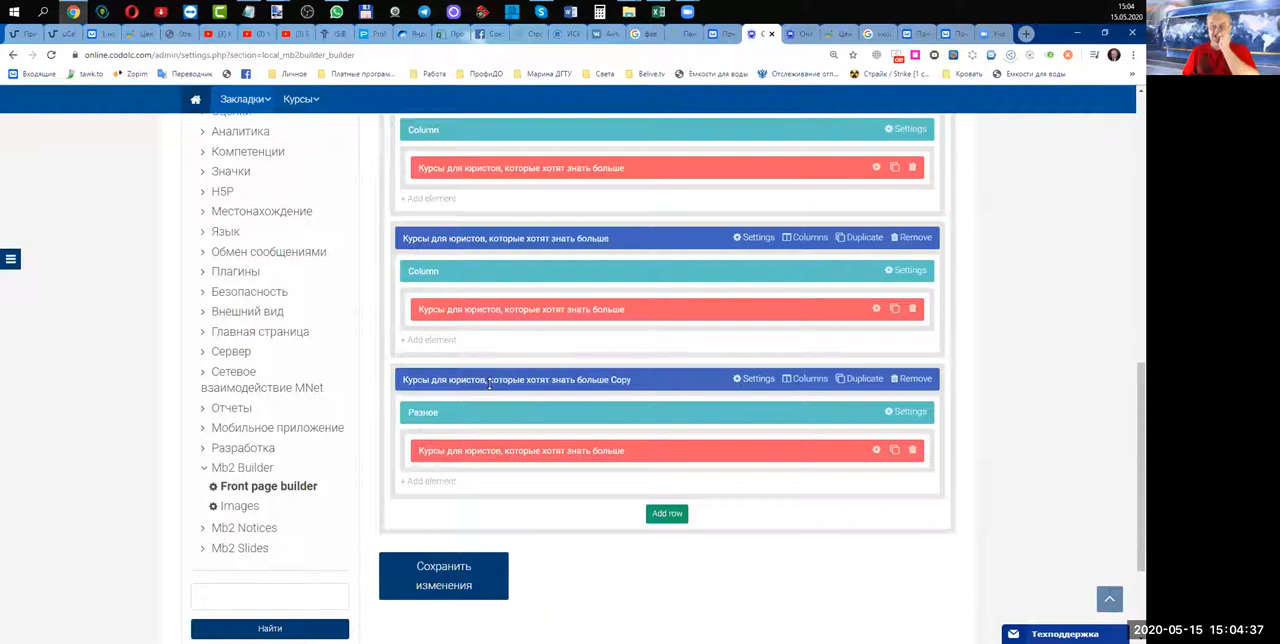 15:04
15.05.2020
online.codolc.com/admin/settings.php?section=local_mb2builder_builder
Входящие
tawk.to
Zopim
Переводчик
Личное
Платные програм...
Работа
ПрофиДО
Марина ДГТУ
Света
Belive.tv
Емкости для воды
Отслеживание отп...
Страйк / Strike [1 с...
Кровать
Емкости для воды
Закладки
Курсы
Оценки
Аналитика
Компетенции
Значки
H5P
Местонахождение
Язык
Обмен сообщениями
Плагины
Безопасность
Внешний вид
Главная страница
Сервер
Сетевое
взаимодействие MNet
Отчеты
Мобильное приложение
Разработка
Mb2 Builder
Front page builder
Images
Mb2 Notices
Mb2 Slides
Найти
Column Settings
Курсы для юристов, которые хотят знать больше
+ Add element
Курсы для юристов, которые хотят знать больше Settings Columns Duplicate Remove
Column Settings
Курсы для юристов, которые хотят знать больше
+ Add element
Курсы для юристов, которые хотят знать больше Copy Settings Columns Duplicate Remove
Разное Settings
Курсы для юристов, которые хотят знать больше
+ Add element
Add row
Сохранить
изменения
Техподдержка
2020-05-15 15:04:37